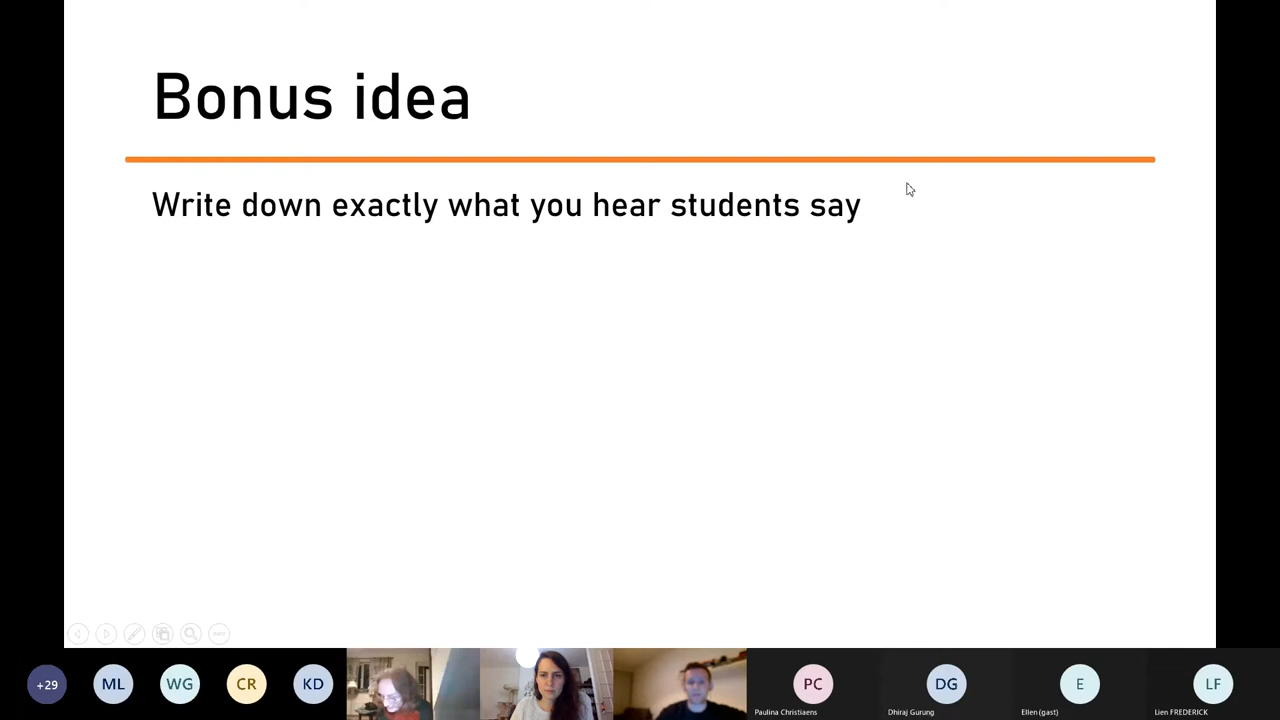 Bonus idea
Write down exactly what you hear students say
+29
ML
WG
CR
KD
PC
Paulina Christiaens
DG
Dhiraj Gurung
E
Ellen (gast)
LF
Lien FREDERICK